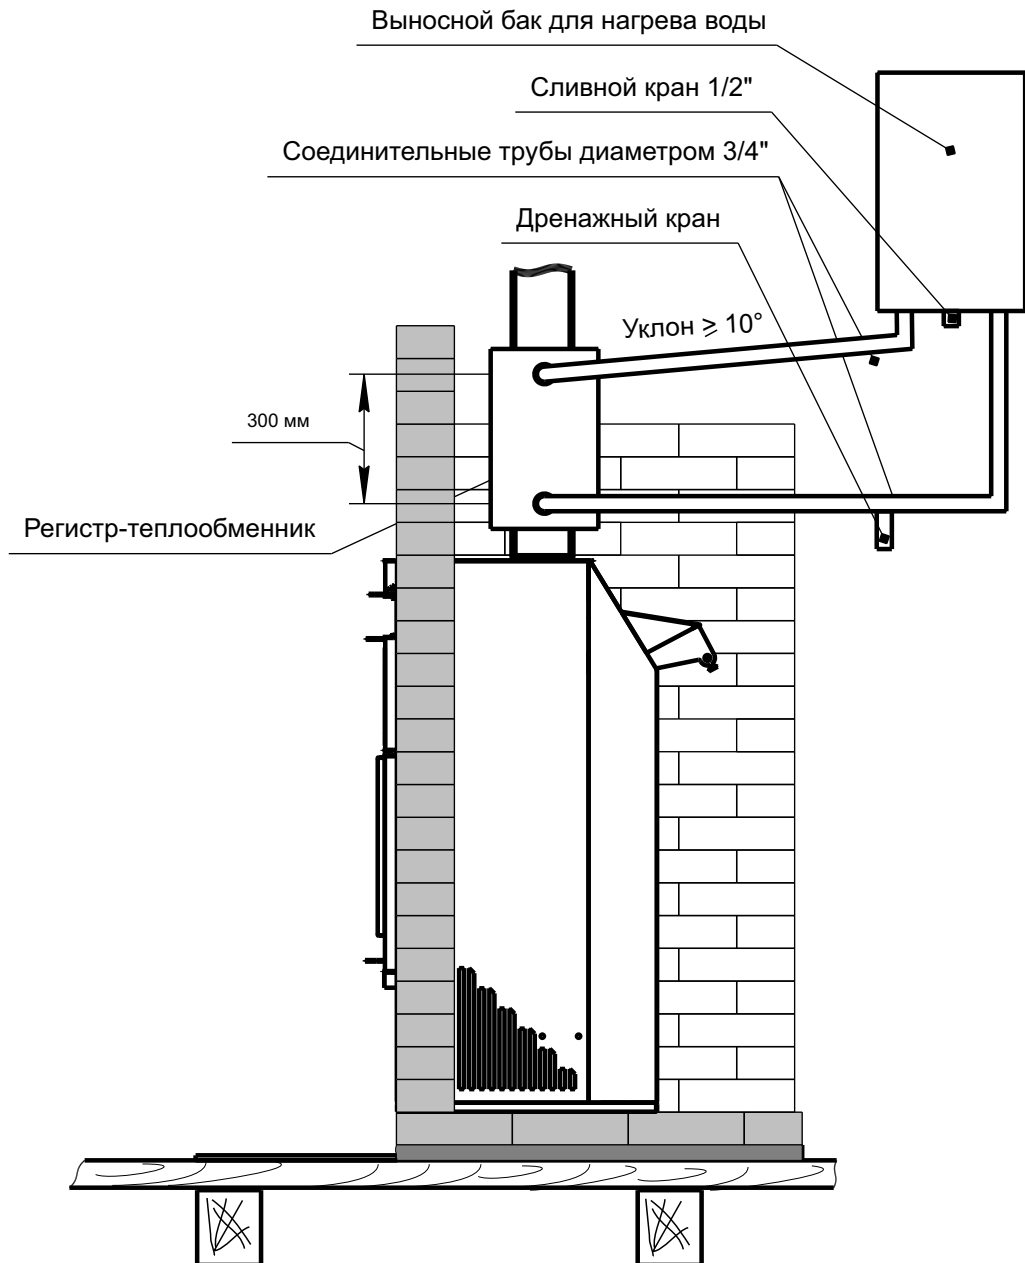 Выносной бак для нагрева воды
Сливной кран 1/2"
Соединительные трубы диаметром 3/4"
Дренажный кран
Уклон ≥ 10°
300 мм
Регистр-теплообменник